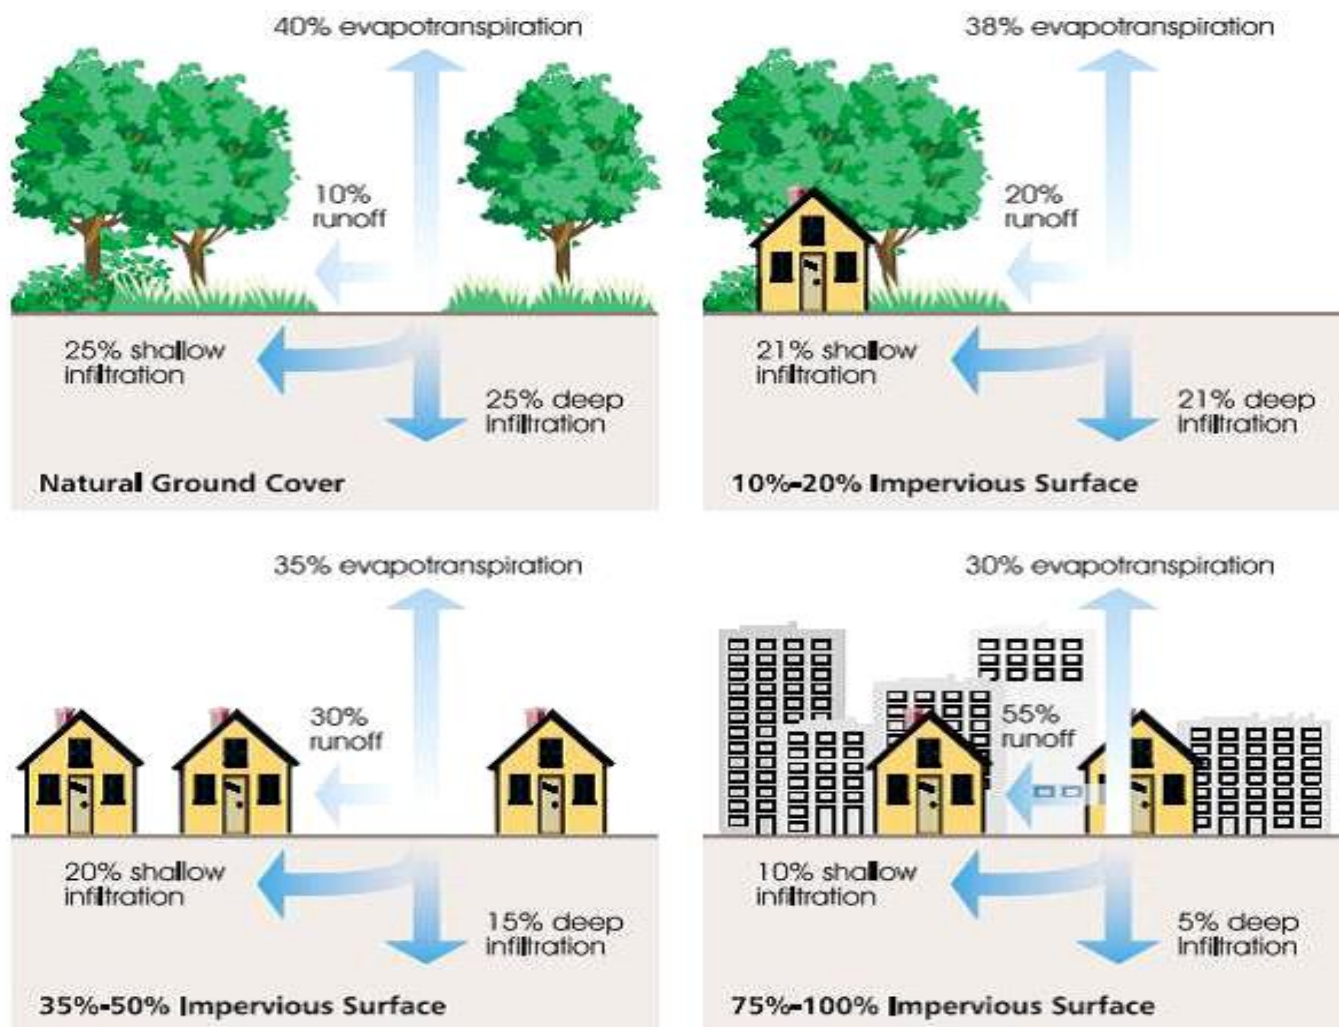 40% evapotranspiration
10%
runoff
25% shallow
infiltration
25% deep
infiltration
Natural Ground Cover
38% evapotranspiration
20%
runoff
21% shallow
infiltration
21% deep
infiltration
10%-20% Impervious Surface
35% evapotranspiration
30%
runoff
20% shallow
infiltration
15% deep
infiltration
35%-50% Impervious Surface
30% evapotranspiration
55%
runoff
10% shallow
infiltration
5% deep
infiltration
75%-100% Impervious Surface